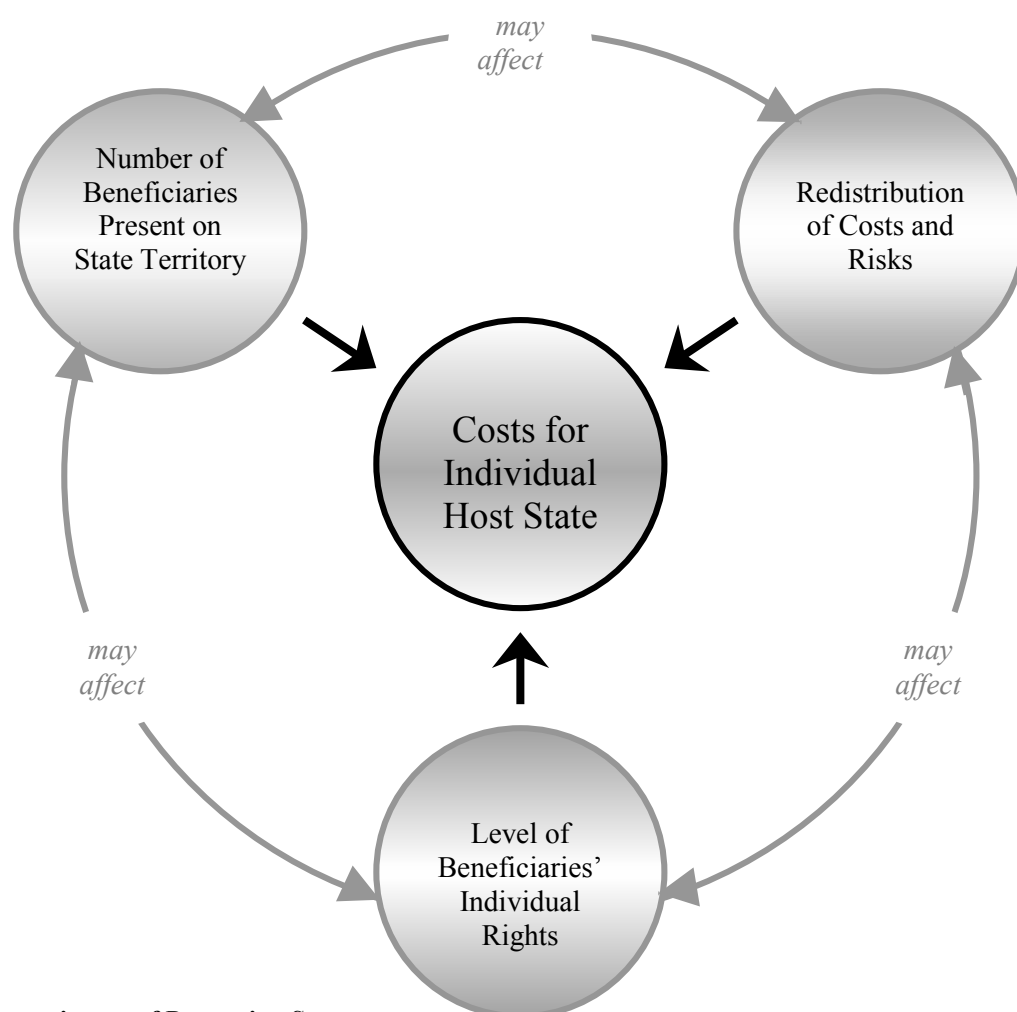 may
affect
Number of
Beneficiaries
Present on
State Territory
Redistribution
of Costs and
Risks
Costs for
Individual
Host State
may
affect
may
affect
Level of
Beneficiaries’
Individual
Rights